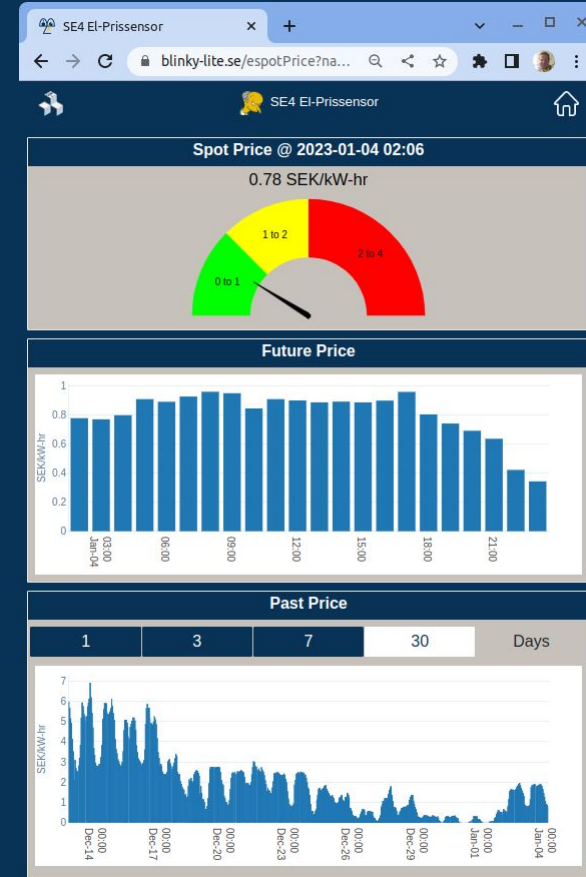 SE4 El-Prissensor
blinky-lite.se/espotPrice?na...
SE4 El-Prissensor
Spot Price @ 2023-01-04 02:06
0.78 SEK/kW-hr
1 to 2
2 to 4
0 to 1
Future Price
1
0.8
0.6
0.4
0.2
0
SEK/kW-hr
03:00
Jan-04
06:00
09:00
12:00
15:00
18:00
21:00
Past Price
1 3 7 30 Days
7
6
5
4
3
2
1
0
SEK/kW-hr
00:00
Dec-14
00:00
Dec-17
00:00
Dec-20
00:00
Dec-23
00:00
Dec-26
00:00
Dec-29
00:00
Jan-01
00:00
Jan-04